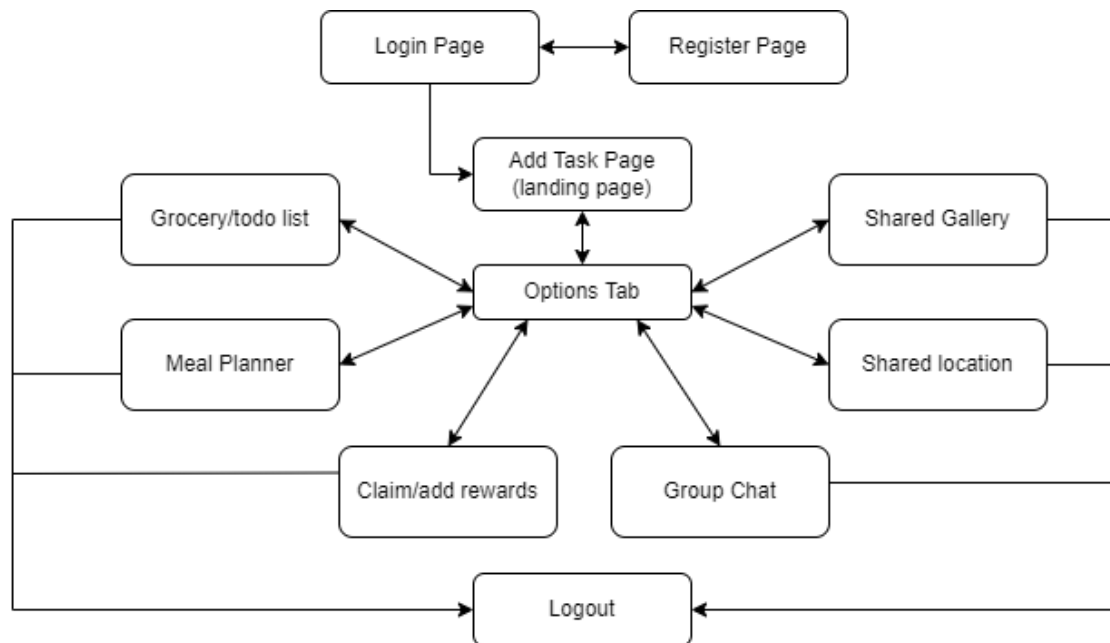 Login Page
Register Page
Add Task Page
(landing page)
Grocery/todo list
Shared Gallery
Options Tab
Meal Planner
Shared location
Claim/add rewards
Group Chat
Logout